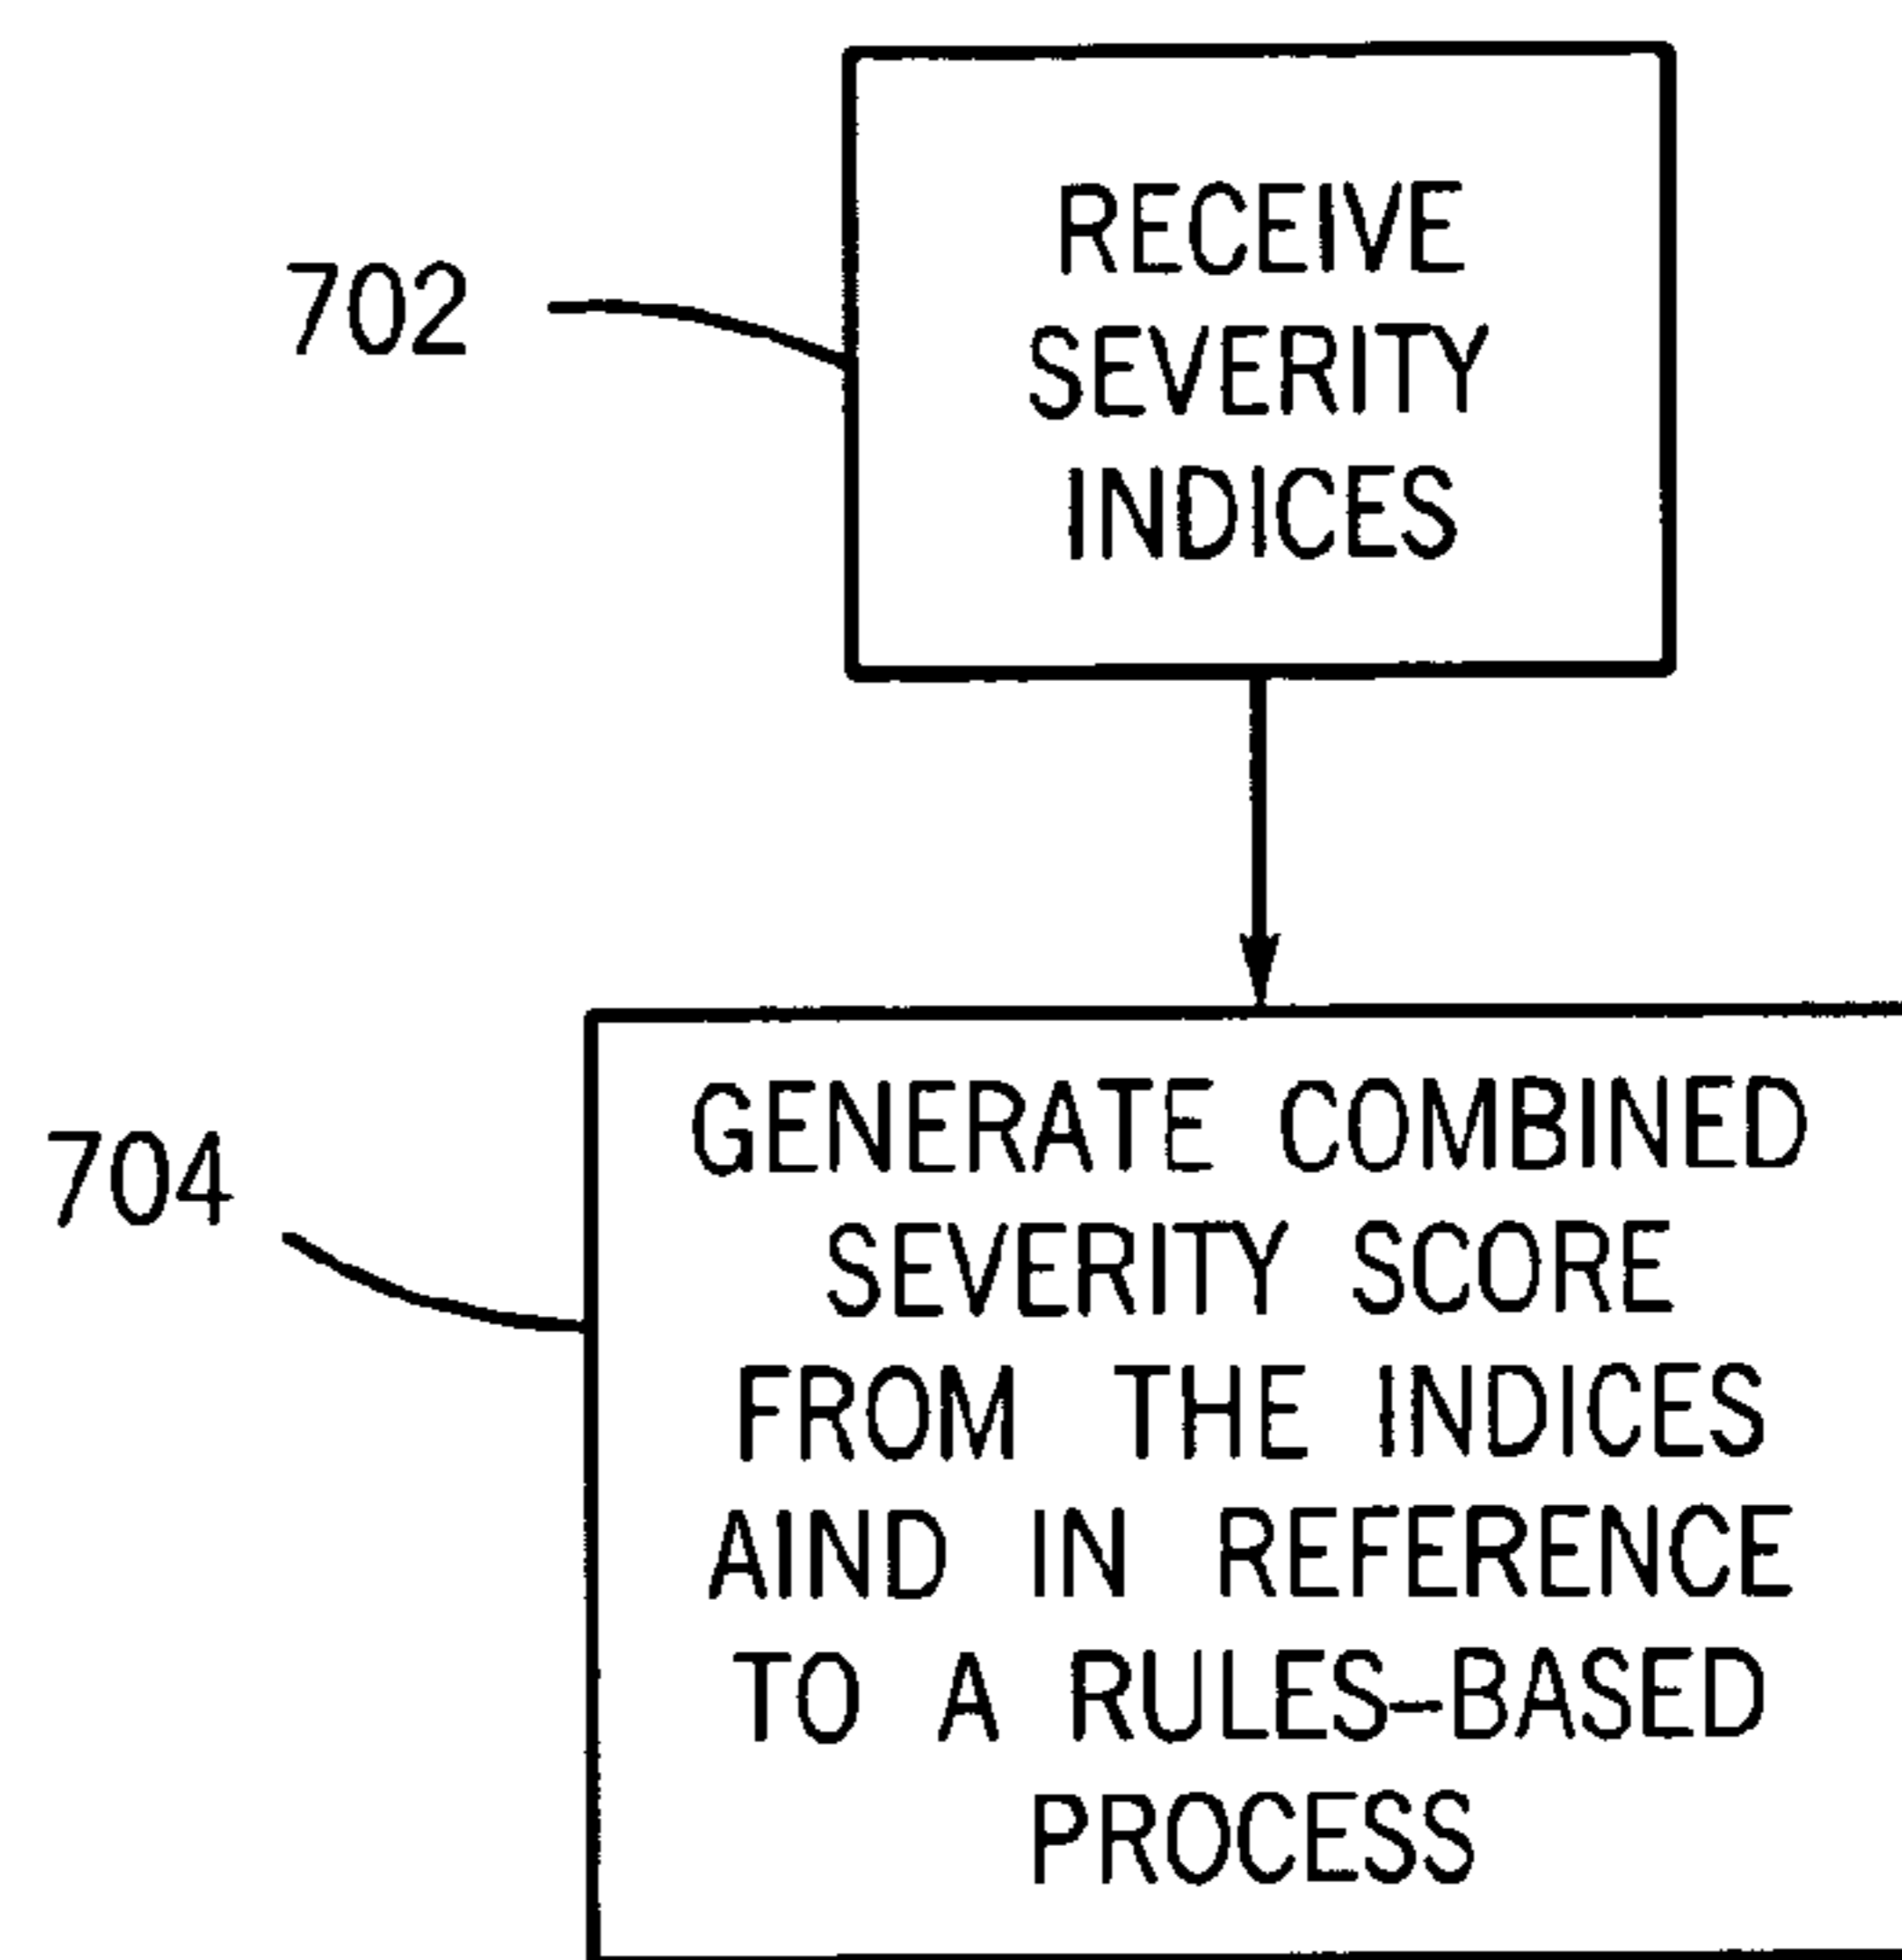 702
RECEIVE
SEVERITY
INDICES
704
GENERATE COMBINED
SEVERITY SCORE
FROM THE INDICES
AIND IN REFERENCE
TO A RULES-BASED
PROCESS